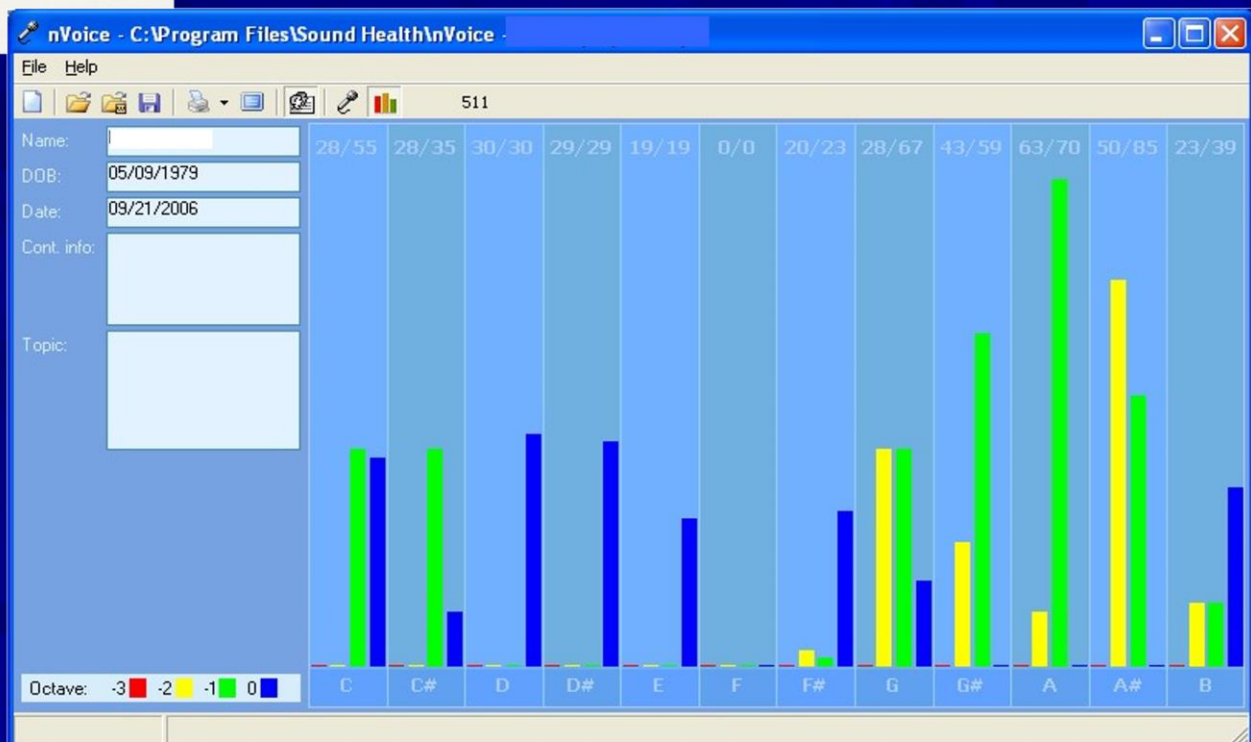 nVoice - C:\Program Files\Sound Health\nVoice -
File Help
511
Name:
DOB: 05/09/1979
Date: 09/21/2006
Cont. info:
Topic:
28/55 28/35 30/30 29/29 19/19 0/0 20/23 28/67 43/59 63/70 50/85 23/39
C C# D D# E F F# G G# A A# B
Octave: -3 -2 -1 0